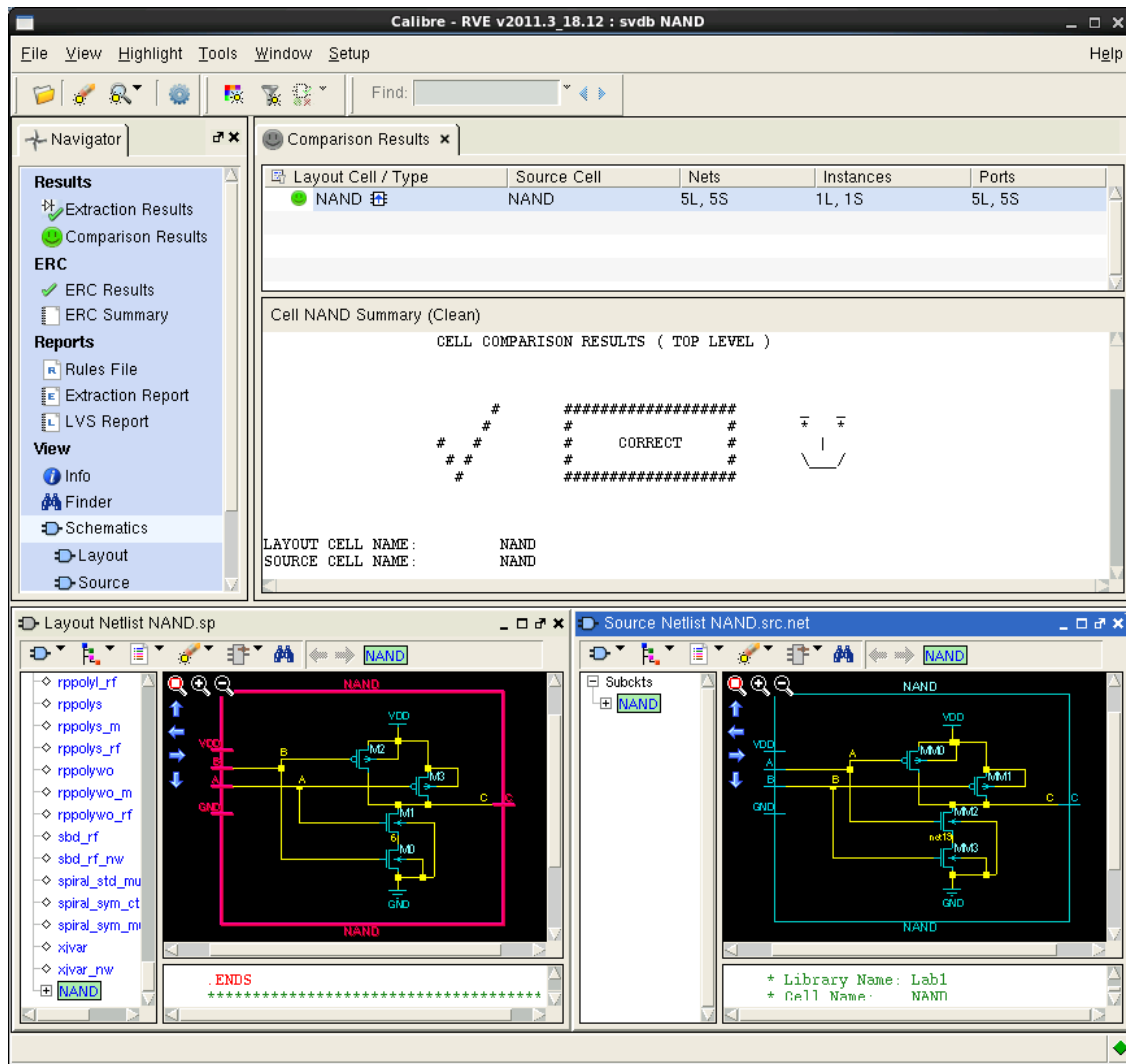 Calibre - RVE v2011.3_18.12 : svdb NAND
File View Highlight Tools Window Setup Help
Find:
Navigator
Results
Extraction Results
Comparison Results
ERC
ERC Results
ERC Summary
Reports
Rules File
Extraction Report
LVS Report
View
Info
Finder
Schematics
Layout
Source
Comparison Results
Layout Cell / Type Source Cell Nets Instances Ports
NAND NAND 5L, 5S 1L, 1S 5L, 5S
Cell NAND Summary (Clean)
CELL COMPARISON RESULTS ( TOP LEVEL )
# ################### _ _
# # # * *
# # # CORRECT # |
# # # # \___/
# ###################
LAYOUT CELL NAME: NAND
SOURCE CELL NAME: NAND
Layout Netlist NAND.sp
NAND
rppolyl_rf
rppolys
rppolys_m
rppolys_rf
rppolywo
rppolywo_m
rppolywo_rf
sbd_rf
sbd_rf_nw
spiral_std_mu
spiral_sym_ct
spiral_sym_mu
xjvar
xjvar_nw
NAND
NAND
VDD
VDD
B
A
GND
B
A
M2
M3
C C
M1
6
M0
GND
NAND
.ENDS
*************************************
Source Netlist NAND.src.net
NAND
Subckts
NAND
NAND
VDD
VDD
A
B
GND
A
B
MM0
MM1
C C
MM2
net13
MM3
GND
NAND
* Library Name: Lab1
* Cell Name: NAND